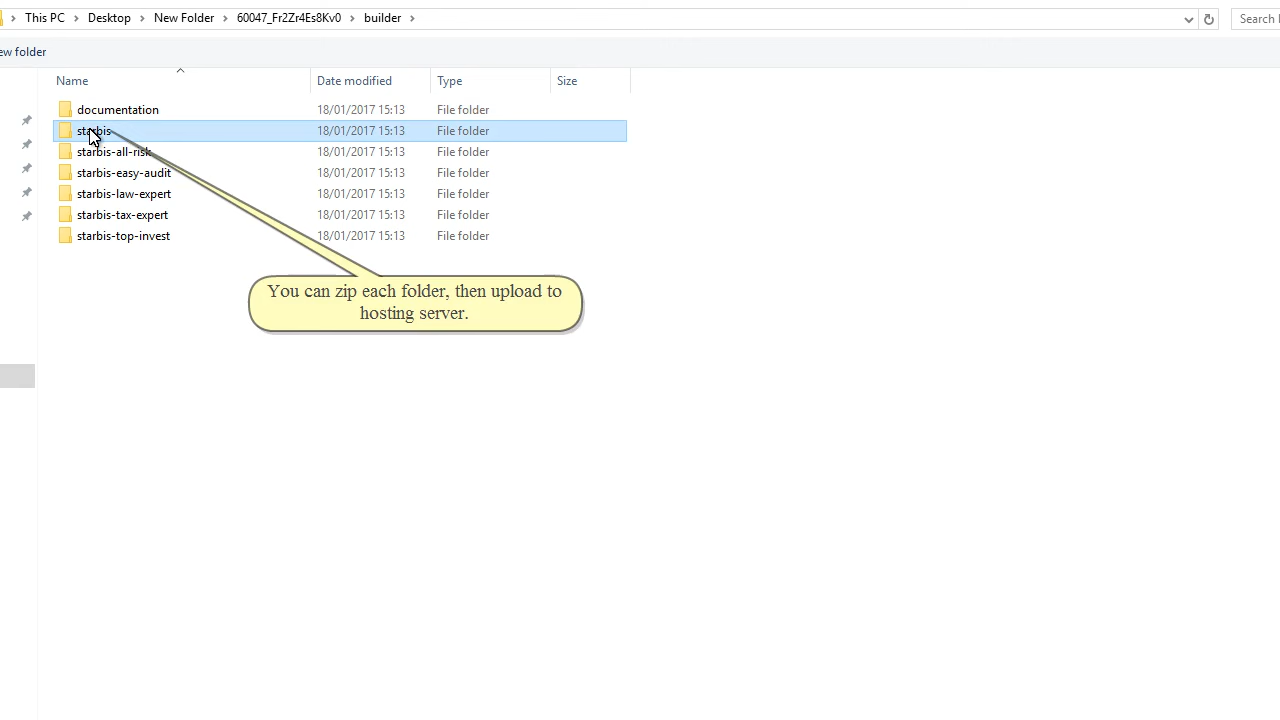 This PC > Desktop > New Folder > 60047_Fr2Zr4Es8Kv0 > builder >
Search
ew folder
Name Date modified Type Size
documentation 18/01/2017 15:13 File folder
starbis 18/01/2017 15:13 File folder
starbis-all-risk 18/01/2017 15:13 File folder
starbis-easy-audit 18/01/2017 15:13 File folder
starbis-law-expert 18/01/2017 15:13 File folder
starbis-tax-expert 18/01/2017 15:13 File folder
starbis-top-invest 18/01/2017 15:13 File folder
You can zip each folder, then upload to
hosting server.